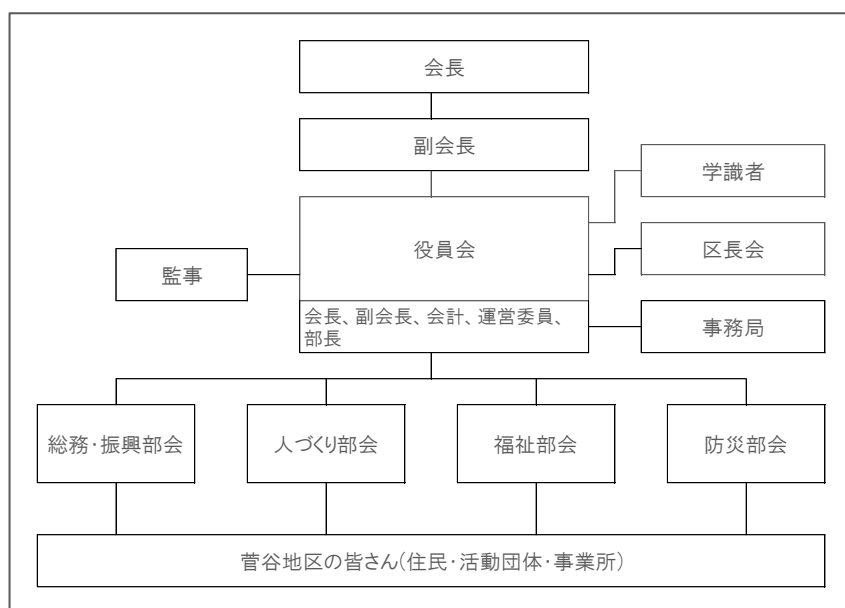 会長
副会長
学識者
役員会
区長会
監事
会長、副会長、会計、運営委員、
部長
事務局
総務・振興部会
人づくり部会
福祉部会
防災部会
菅谷地区の皆さん(住民・活動団体・事業所)